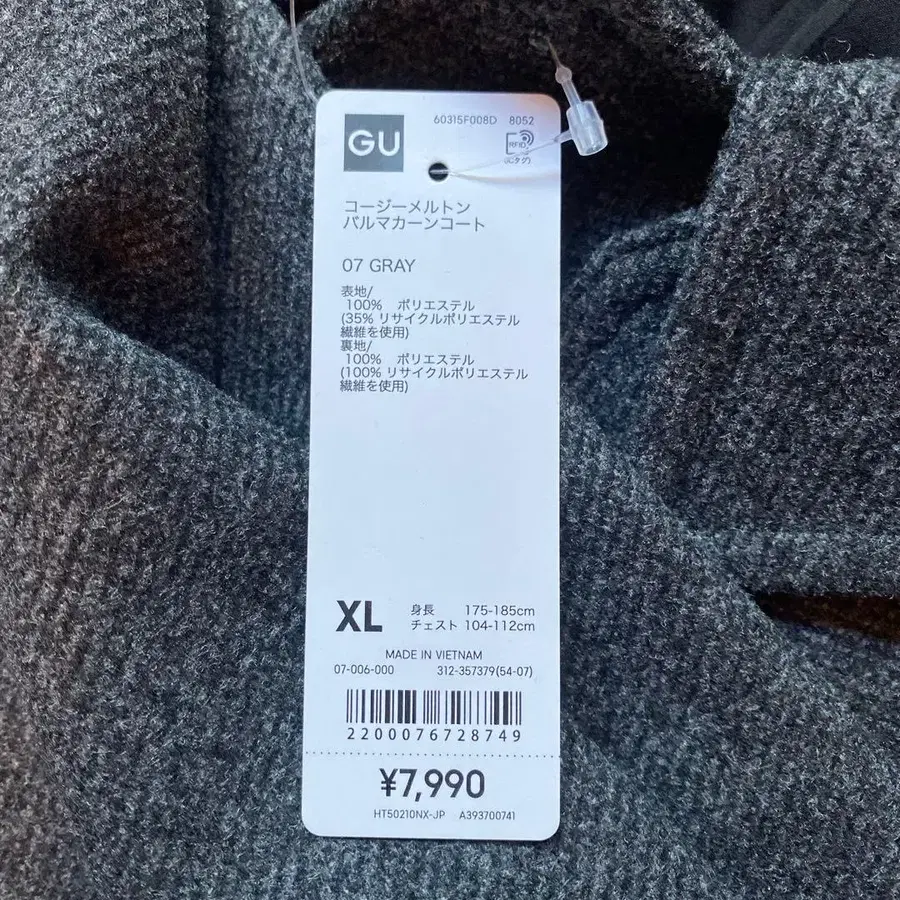 GU
60315F008D 8052
RFID
(ICタグ)
コージーメルトン
バルマカーンコート
07 GRAY
表地/
100% ポリエステル
(35% リサイクルポリエステル
繊維を使用)
裏地/
100% ポリエステル
(100% リサイクルポリエステル
繊維を使用)
XL 身長 175-185cm
チェスト 104-112cm
MADE IN VIETNAM
07-006-000 312-357379(54-07)
2200076728749
¥7,990
HT50210NX-JP A393700741